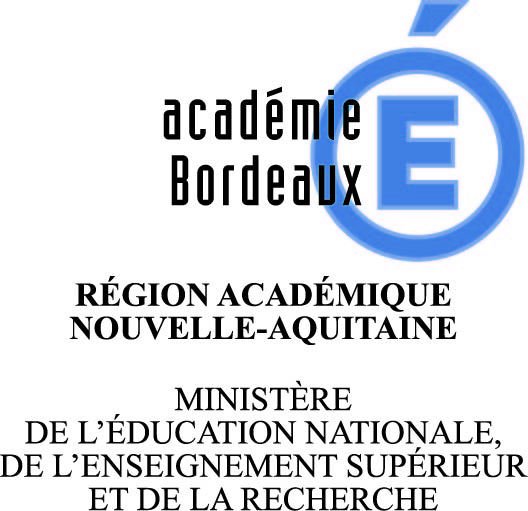 académie
Bordeaux
É
RÉGION ACADÉMIQUE
NOUVELLE-AQUITAINE
MINISTÈRE
DE L'ÉDUCATION NATIONALE,
DE L'ENSEIGNEMENT SUPÉRIEUR
ET DE LA RECHERCHE